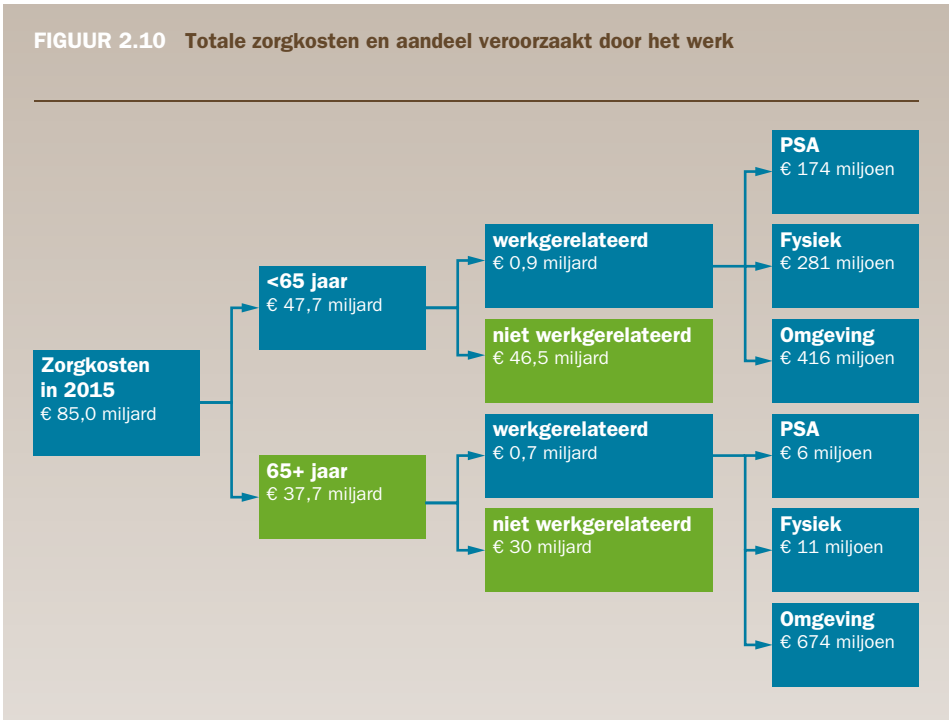 FIGUUR 2.10 Totale zorgkosten en aandeel veroorzaakt door het werk
Zorgkosten
in 2015
€ 85,0 miljard
<65 jaar
€ 47,7 miljard
65+ jaar
€ 37,7 miljard
werkgerelateerd
€ 0,9 miljard
niet werkgerelateerd
€ 46,5 miljard
werkgerelateerd
€ 0,7 miljard
niet werkgerelateerd
€ 30 miljard
PSA
€ 174 miljoen
Fysiek
€ 281 miljoen
Omgeving
€ 416 miljoen
PSA
€ 6 miljoen
Fysiek
€ 11 miljoen
Omgeving
€ 674 miljoen